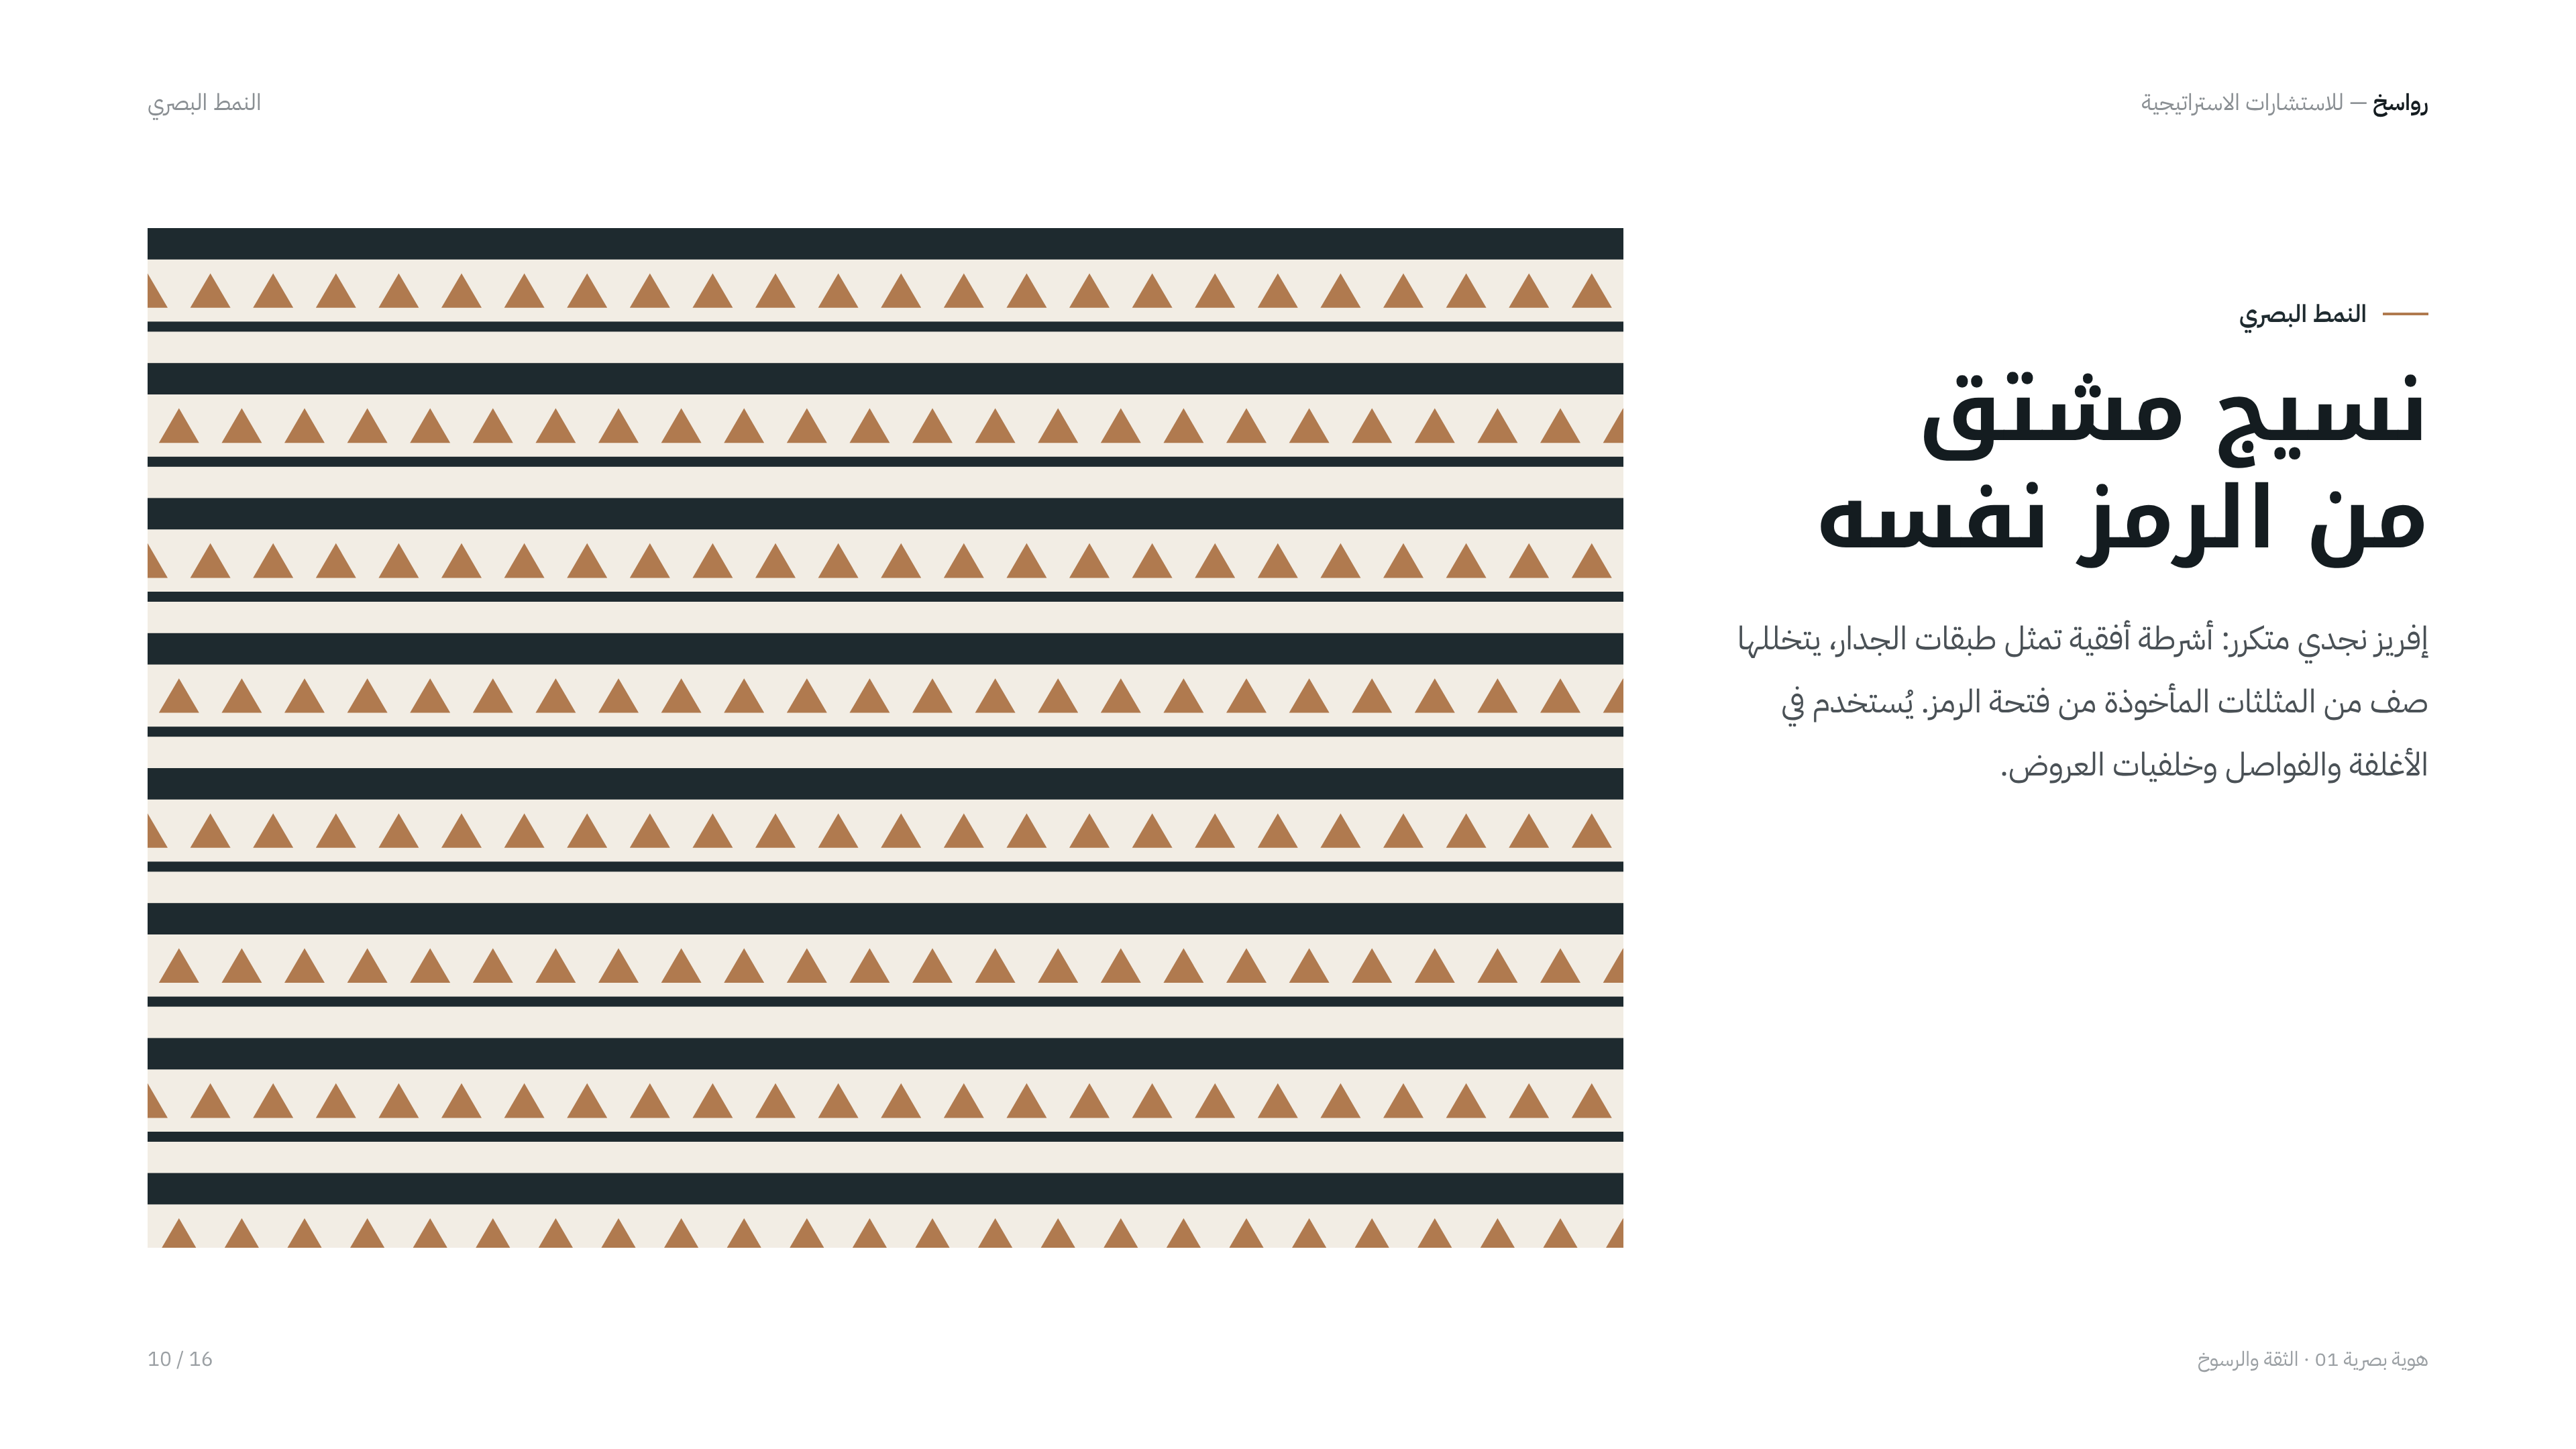 رواسخ — للاستشارات الاستراتيجية
النمط البصري
النمط البصري
نسيج مشتق
من الرمز نفسه
إفريز نجدي متكرر: أشرطة أفقية تمثل طبقات الجدار، يتخللها
صف من المثلثات المأخوذة من فتحة الرمز. يُستخدم في
الأغلفة والفواصل وخلفيات العروض.
هوية بصرية 01 · الثقة والرسوخ
10 / 16